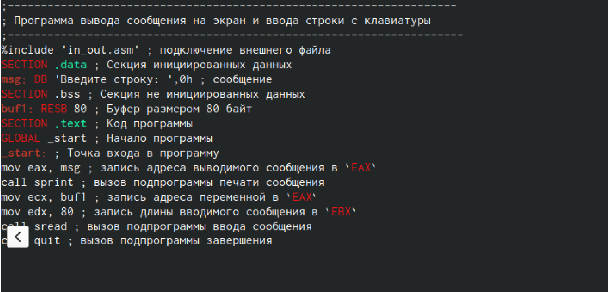 ;-----------------------------------------------------------------
; Программа вывода сообщения на экран и ввода строки с клавиатуры
;------------------------------------------------------------------
%include 'in_out.asm' ; подключение внешнего файла
SECTION .data ; Секция инициированных данных
msg: DB 'Введите строку: ',0h ; сообщение
SECTION .bss ; Секция не инициированных данных
buf1: RESB 80 ; Буфер размером 80 байт
SECTION .text ; Код программы
GLOBAL _start ; Начало программы
_start: ; Точка входа в программу
mov eax, msg ; запись адреса выводимого сообщения в `EAX`
call sprint ; вызов подпрограммы печати сообщения
mov ecx, buf1 ; запись адреса переменной в `EAX`
mov edx, 80 ; запись длины вводимого сообщения в `EBX`
call sread ; вызов подпрограммы ввода сообщения
quit ; вызов подпрограммы завершения